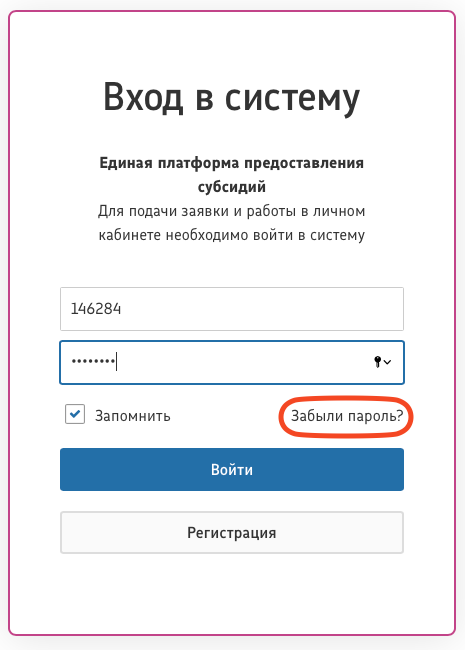 Вход в систему
Единая платформа предоставления
субсидий
Для подачи заявки и работы в личном
кабинете необходимо войти в систему
146284
••••••••
Запомнить
Забыли пароль?
Войти
Регистрация